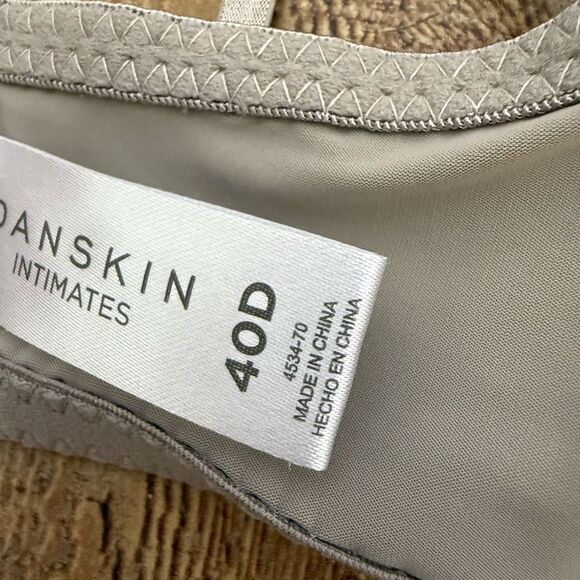 DANSKIN
INTIMATES
40D
4534-70
MADE IN CHINA
HECHO EN CHINA